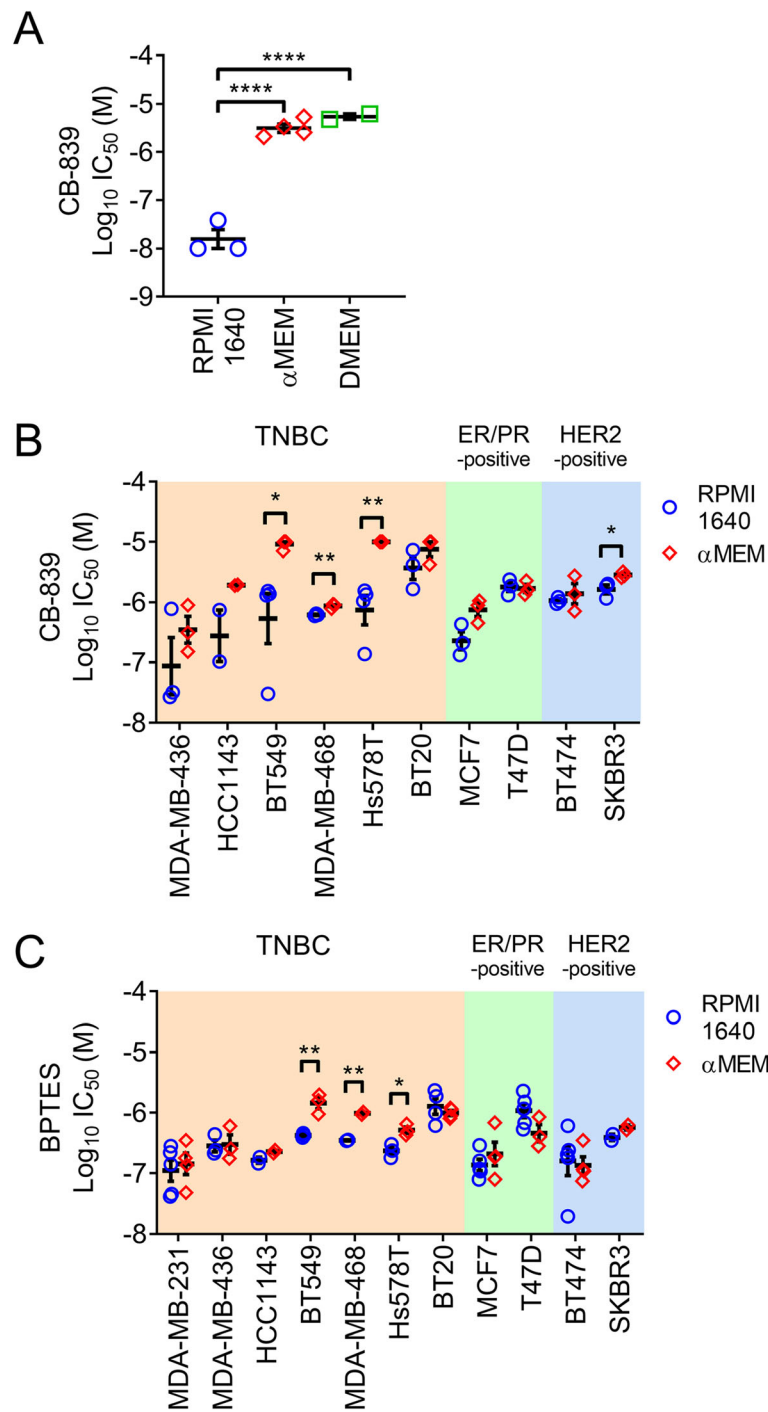 A
CB-839
Log10 IC50 (M)
-4
-5
-6
-7
-8
-9
****
****
RPMI
1640
αMEM
DMEM
B
TNBC
ER/PR
-positive
HER2
-positive
CB-839
Log10 IC50 (M)
-4
-5
-6
-7
-8
*
**
**
*
RPMI
1640
αMEM
MDA-MB-436
HCC1143
BT549
MDA-MB-468
Hs578T
BT20
MCF7
T47D
BT474
SKBR3
C
TNBC
ER/PR
-positive
HER2
-positive
BPTES
Log10 IC50 (M)
-4
-5
-6
-7
-8
**
**
*
RPMI
1640
αMEM
MDA-MB-231
MDA-MB-436
HCC1143
BT549
MDA-MB-468
Hs578T
BT20
MCF7
T47D
BT474
SKBR3